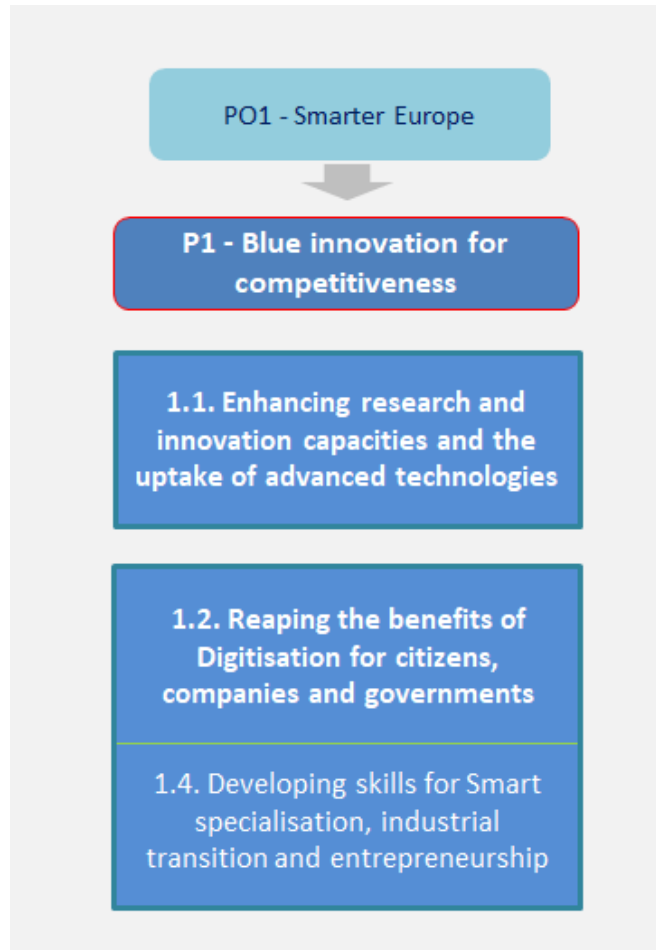 PO1 - Smarter Europe
P1 - Blue innovation for
competitiveness
1.1. Enhancing research and
innovation capacities and the
uptake of advanced technologies
1.2. Reaping the benefits of
Digitisation for citizens,
companies and governments
1.4. Developing skills for Smart
specialisation, industrial
transition and entrepreneurship